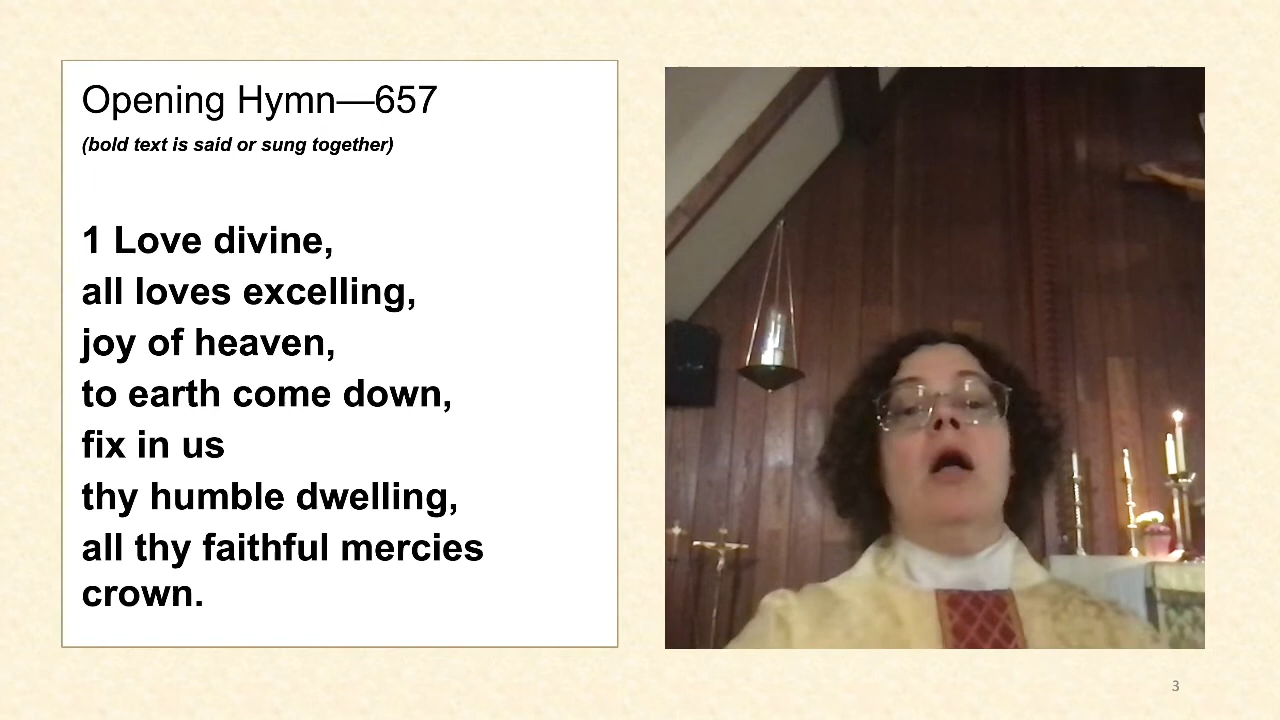 Opening Hymn—657
(bold text is said or sung together)
1 Love divine,
all loves excelling,
joy of heaven,
to earth come down,
fix in us
thy humble dwelling,
all thy faithful mercies
crown.
3